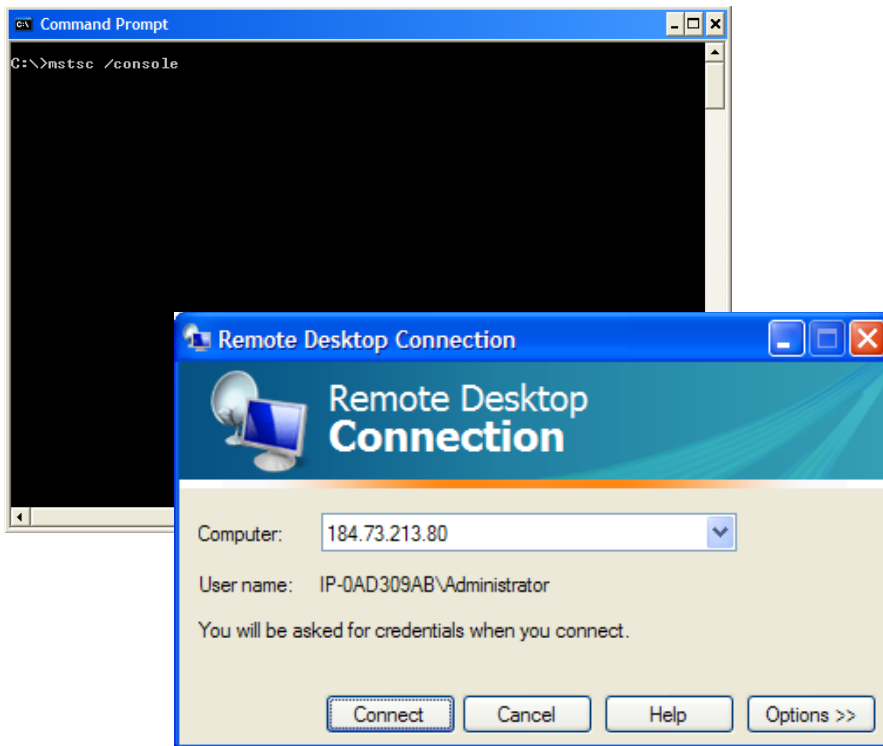 Command Prompt
C:\>mstsc /console
Remote Desktop Connection
Remote Desktop
Connection
Computer: 184.73.213.80
User name: IP-0AD309AB\Administrator
You will be asked for credentials when you connect.
Connect Cancel Help Options >>